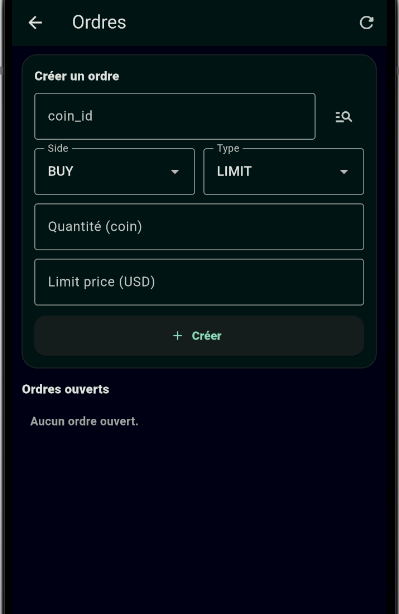 Ordres
Créer un ordre
coin_id
Side
Type
BUY
LIMIT
Quantité (coin)
Limit price (USD)
+ Créer
Ordres ouverts
Aucun ordre ouvert.